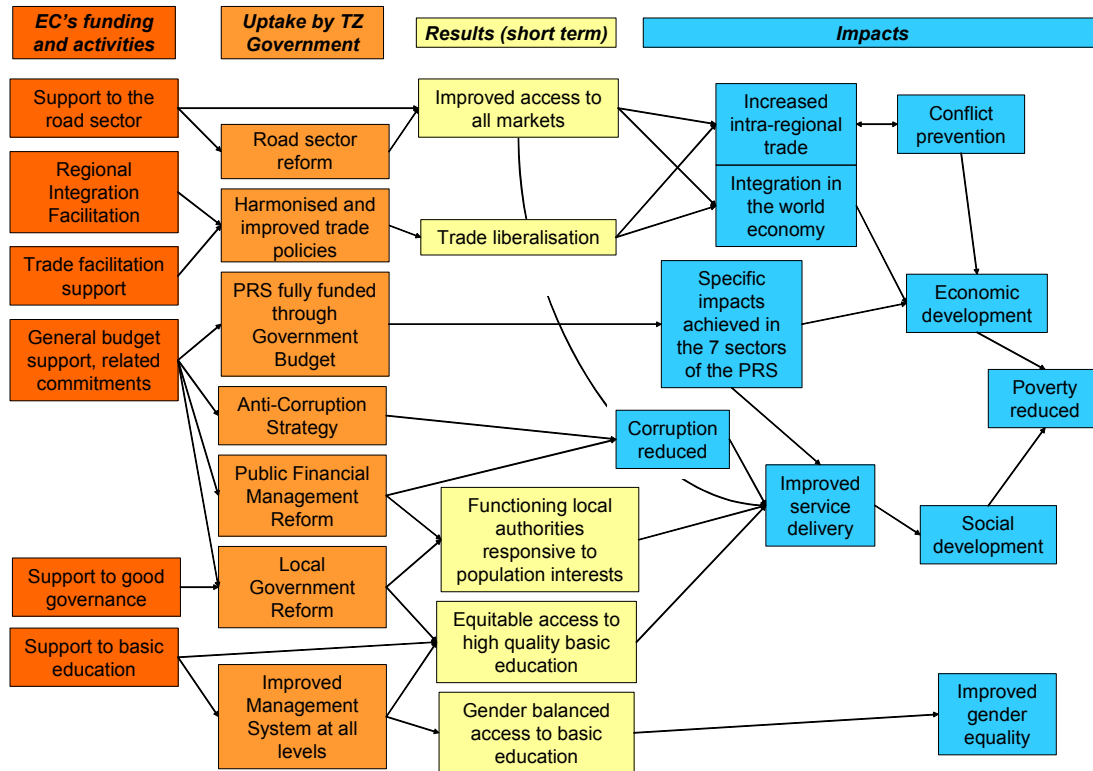 EC's funding
and activities
Uptake by TZ
Government
Results (short term)
Impacts
Support to the
road sector
Regional
Integration
Facilitation
Trade facilitation
support
General budget
support, related
commitments
Support to good
governance
Support to basic
education
Road sector
reform
Harmonised and
improved trade
policies
PRS fully funded
through
Government
Budget
Anti-Corruption
Strategy
Public Financial
Management
Reform
Local
Government
Reform
Improved
Management
System at all
levels
Improved access to
all markets
Trade liberalisation
Functioning local
authorities
responsive to
population interests
Equitable access to
high quality basic
education
Gender balanced
access to basic
education
Increased
intra-regional
trade
Integration in
the world
economy
Specific
impacts
achieved in
the 7 sectors
of the PRS
Corruption
reduced
Improved
service
delivery
Conflict
prevention
Economic
development
Poverty
reduced
Social
development
Improved
gender
equality